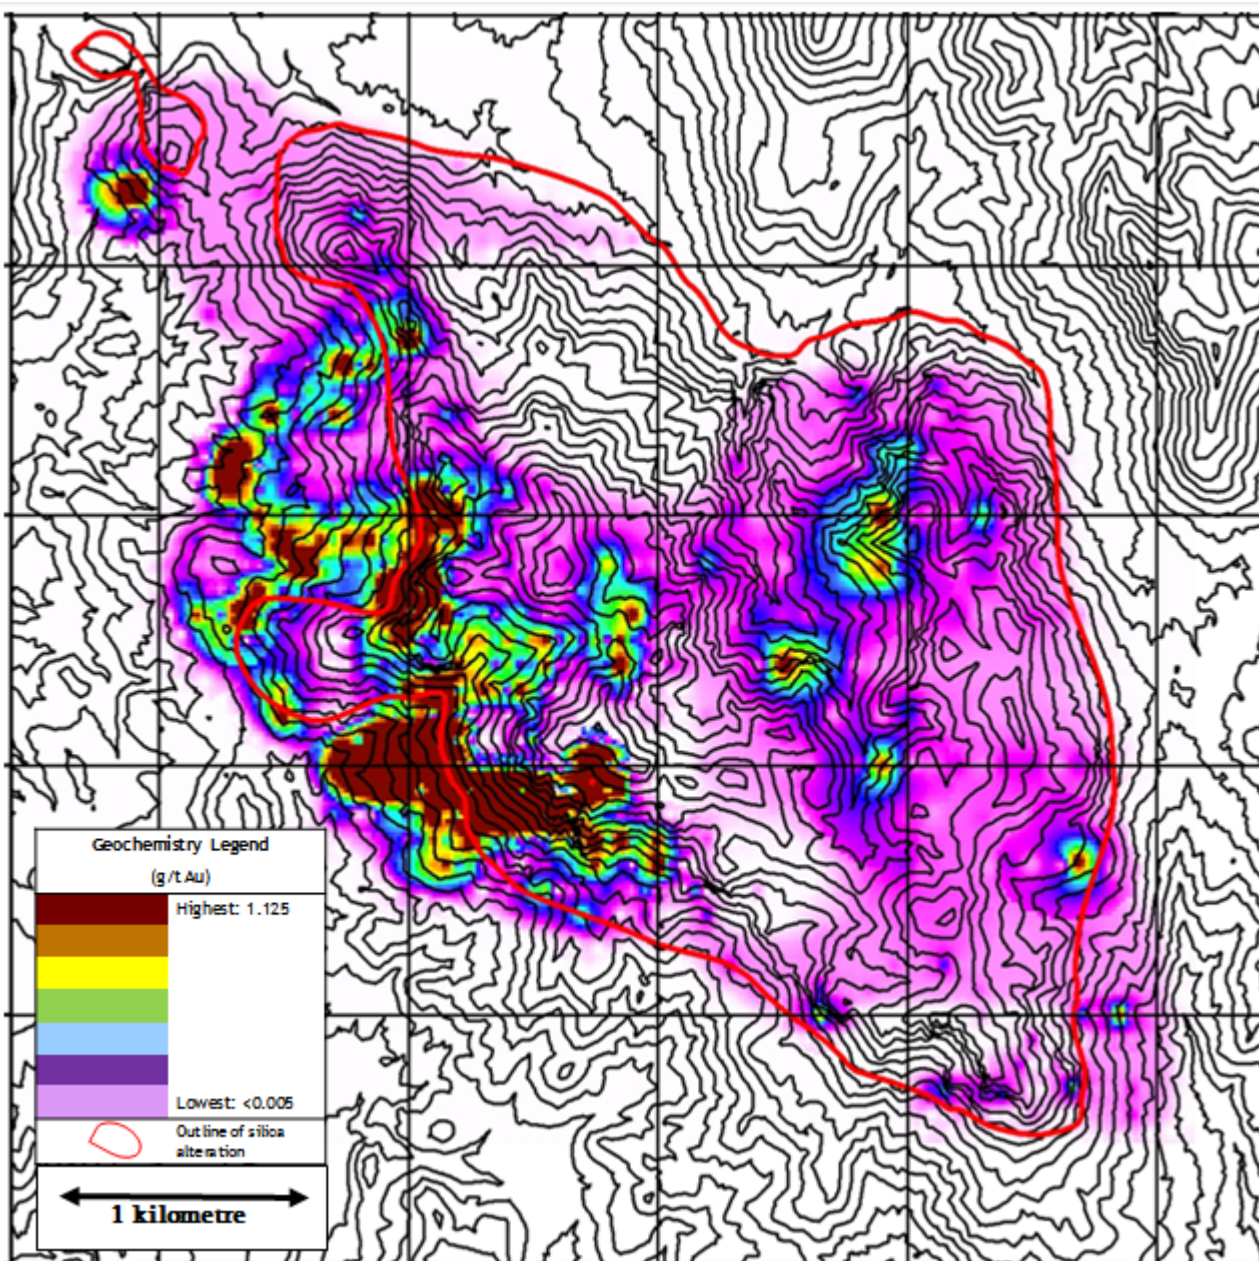 Geochemistry Legend
(g/t Au)
Highest: 1.125
Lowest: <0.005
Outline of silica
alteration
1 kilometre